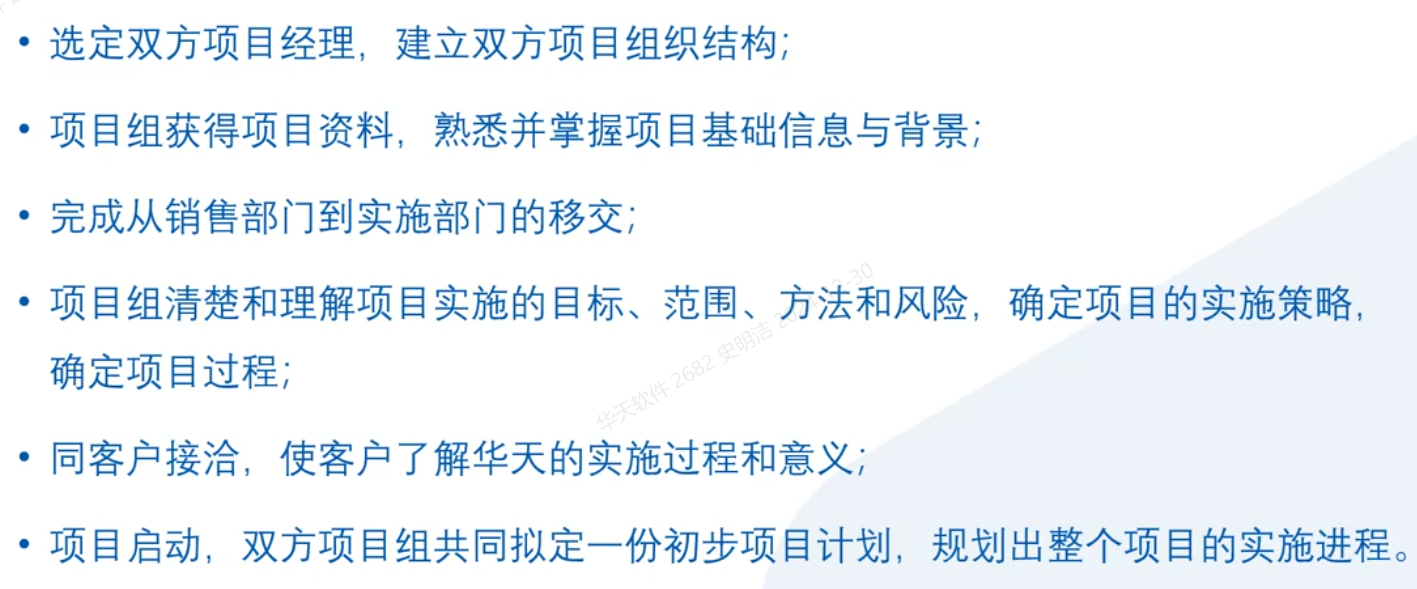 • 选定双方项目经理，建立双方项目组织结构；
• 项目组获得项目资料，熟悉并掌握项目基础信息与背景；
• 完成从销售部门到实施部门的移交；
• 项目组清楚和理解项目实施的目标、范围、方法和风险，确定项目的实施策略，
确定项目过程；
华天软件 2682 史明洁
• 同客户接洽，使客户了解华天的实施过程和意义；
• 项目启动，双方项目组共同拟定一份初步项目计划，规划出整个项目的实施进程。